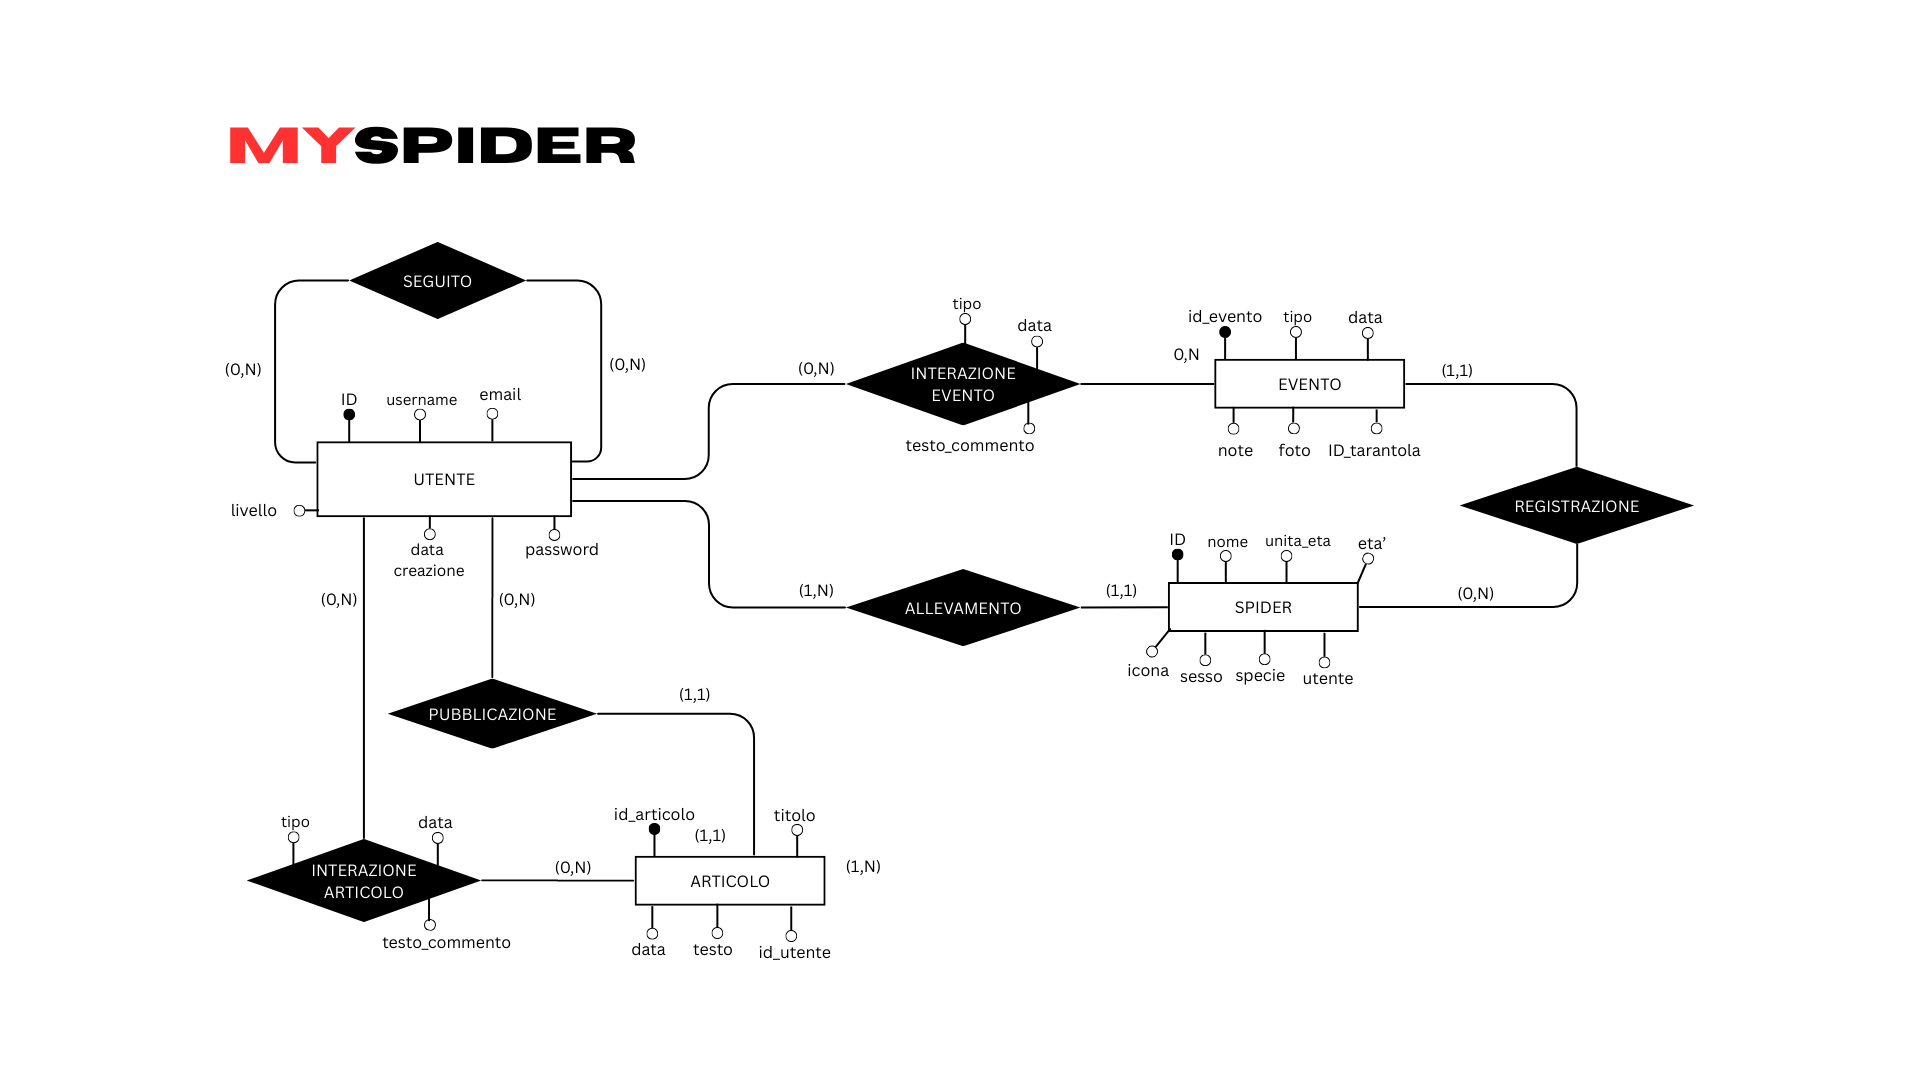 MYSPIDER
SEGUITO
(0,N)
(0,N)
ID
username
email
UTENTE
livello
data
creazione
password
(0,N)
(0,N)
(0,N)
tipo
data
INTERAZIONE
EVENTO
testo_commento
0,N
id_evento
tipo
data
EVENTO
note
foto
ID_tarantola
(1,1)
REGISTRAZIONE
(1,N)
ALLEVAMENTO
(1,1)
ID
nome
unita_eta
eta’
SPIDER
icona
sesso
specie
utente
(0,N)
PUBBLICAZIONE
(1,1)
tipo
data
INTERAZIONE
ARTICOLO
testo_commento
(0,N)
id_articolo
(1,1)
titolo
ARTICOLO
(1,N)
data
testo
id_utente